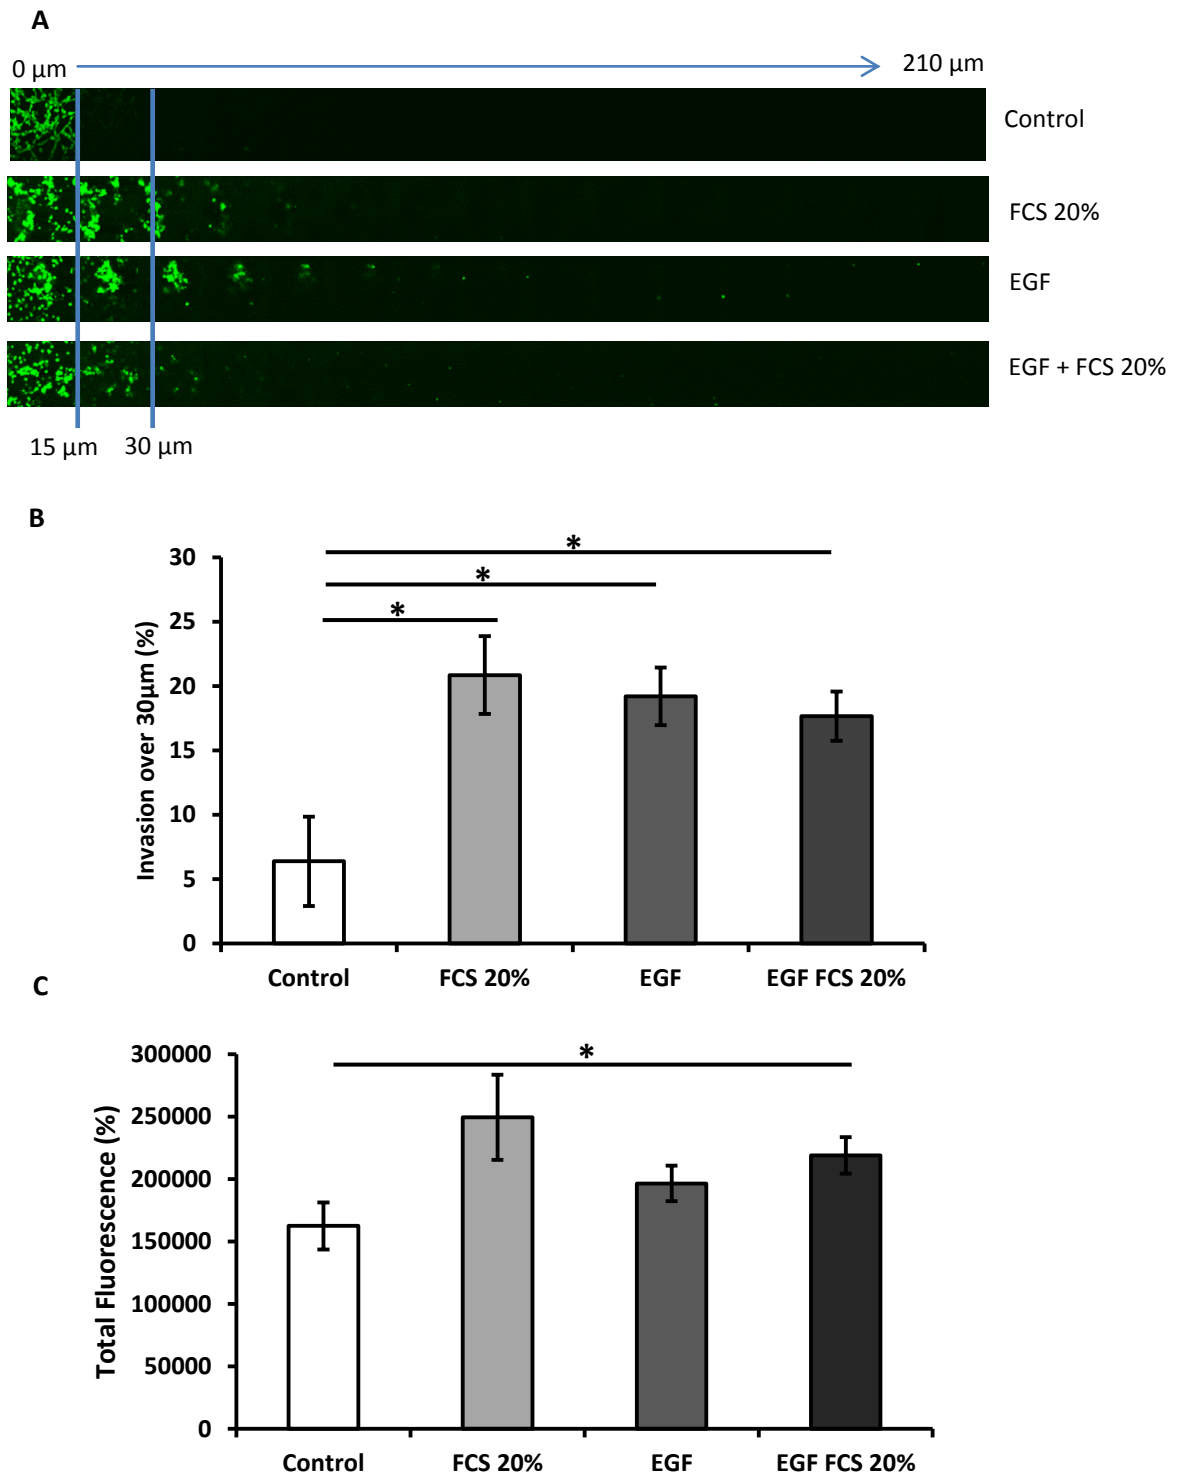 A
0 µm
210 µm
Control
FCS 20%
EGF
EGF + FCS 20%
15 µm 30 µm
B
Invasion over 30µm (%)
30
25
20
15
10
5
0
*
*
*
Control FCS 20% EGF EGF FCS 20%
C
Total Fluorescence (%)
300000
250000
200000
150000
100000
50000
0
*
Control FCS 20% EGF EGF FCS 20%